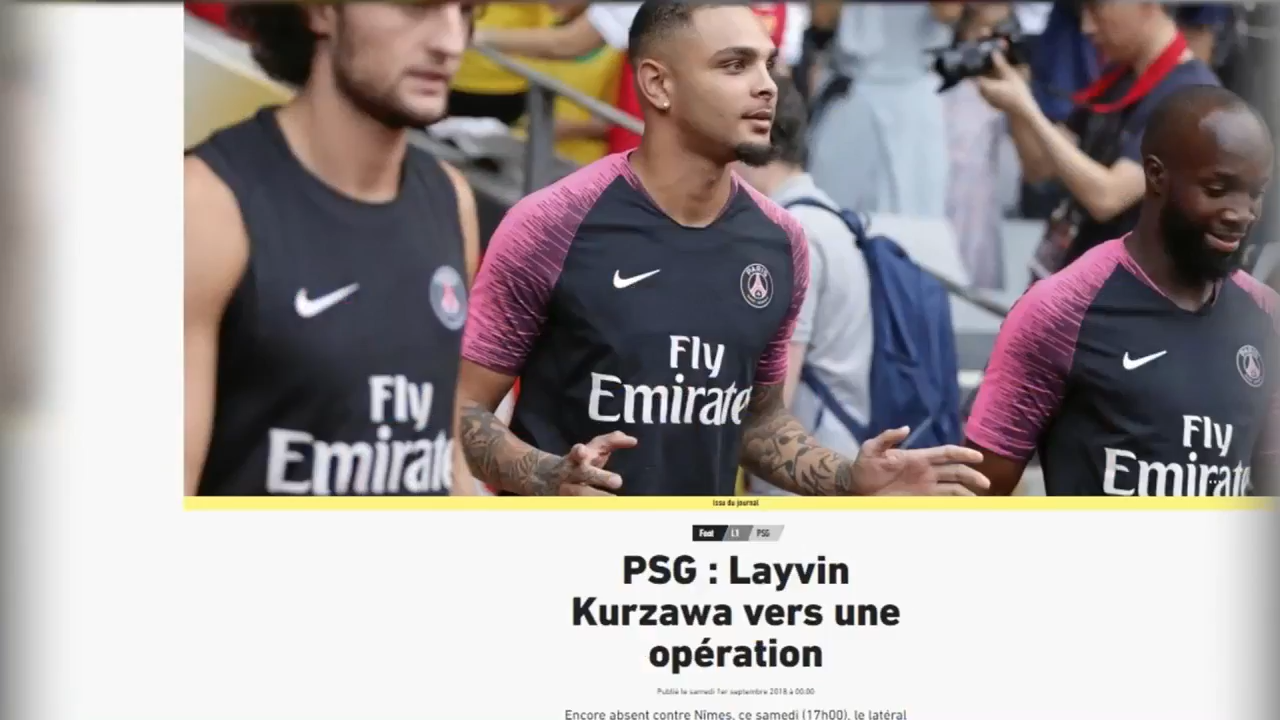 Fly
Emirate
Fly
Emirate
Fly
Emirate
PARIS
Issu du journal
Foot L1 PSG
PSG : Layvin
Kurzawa vers une
opération
Publié le samedi 1er septembre 2018 à 00:00
Encore absent contre Nîmes, ce samedi (17h00), le latéral